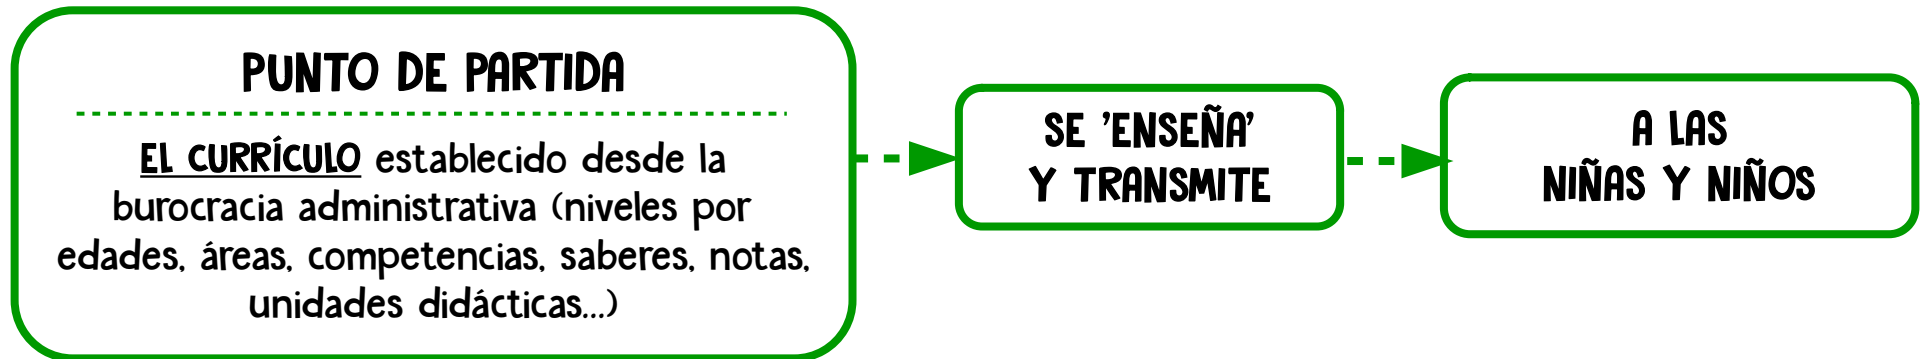 PUNTO DE PARTIDA
EL CURRÍCULO establecido desde la
burocracia administrativa (niveles por
edades, áreas, competencias, saberes, notas,
unidades didácticas...)
SE 'ENSEÑA'
Y TRANSMITE
A LAS
NIÑAS Y NIÑOS